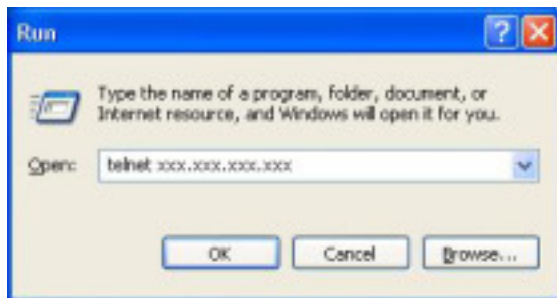 Run
Type the name of a program, folder, document, or
Internet resource, and Windows will open it for you.
Open: telnet xxx.xxx.xxx.xxx
OK Cancel Browse...